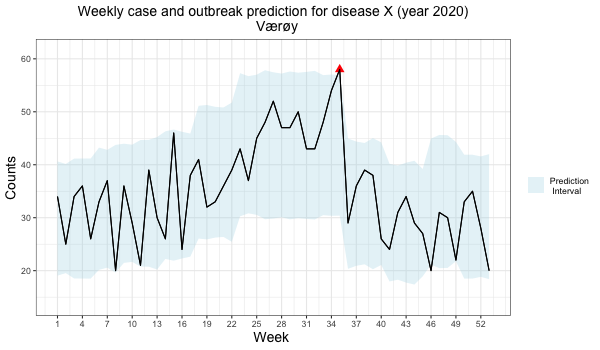 Weekly case and outbreak prediction for disease X (year 2020)
Værøy
Counts
60
50
40
30
20
1 4 7 10 13 16 19 22 25 28 31 34 37 40 43 46 49 52
Week
Prediction
Interval